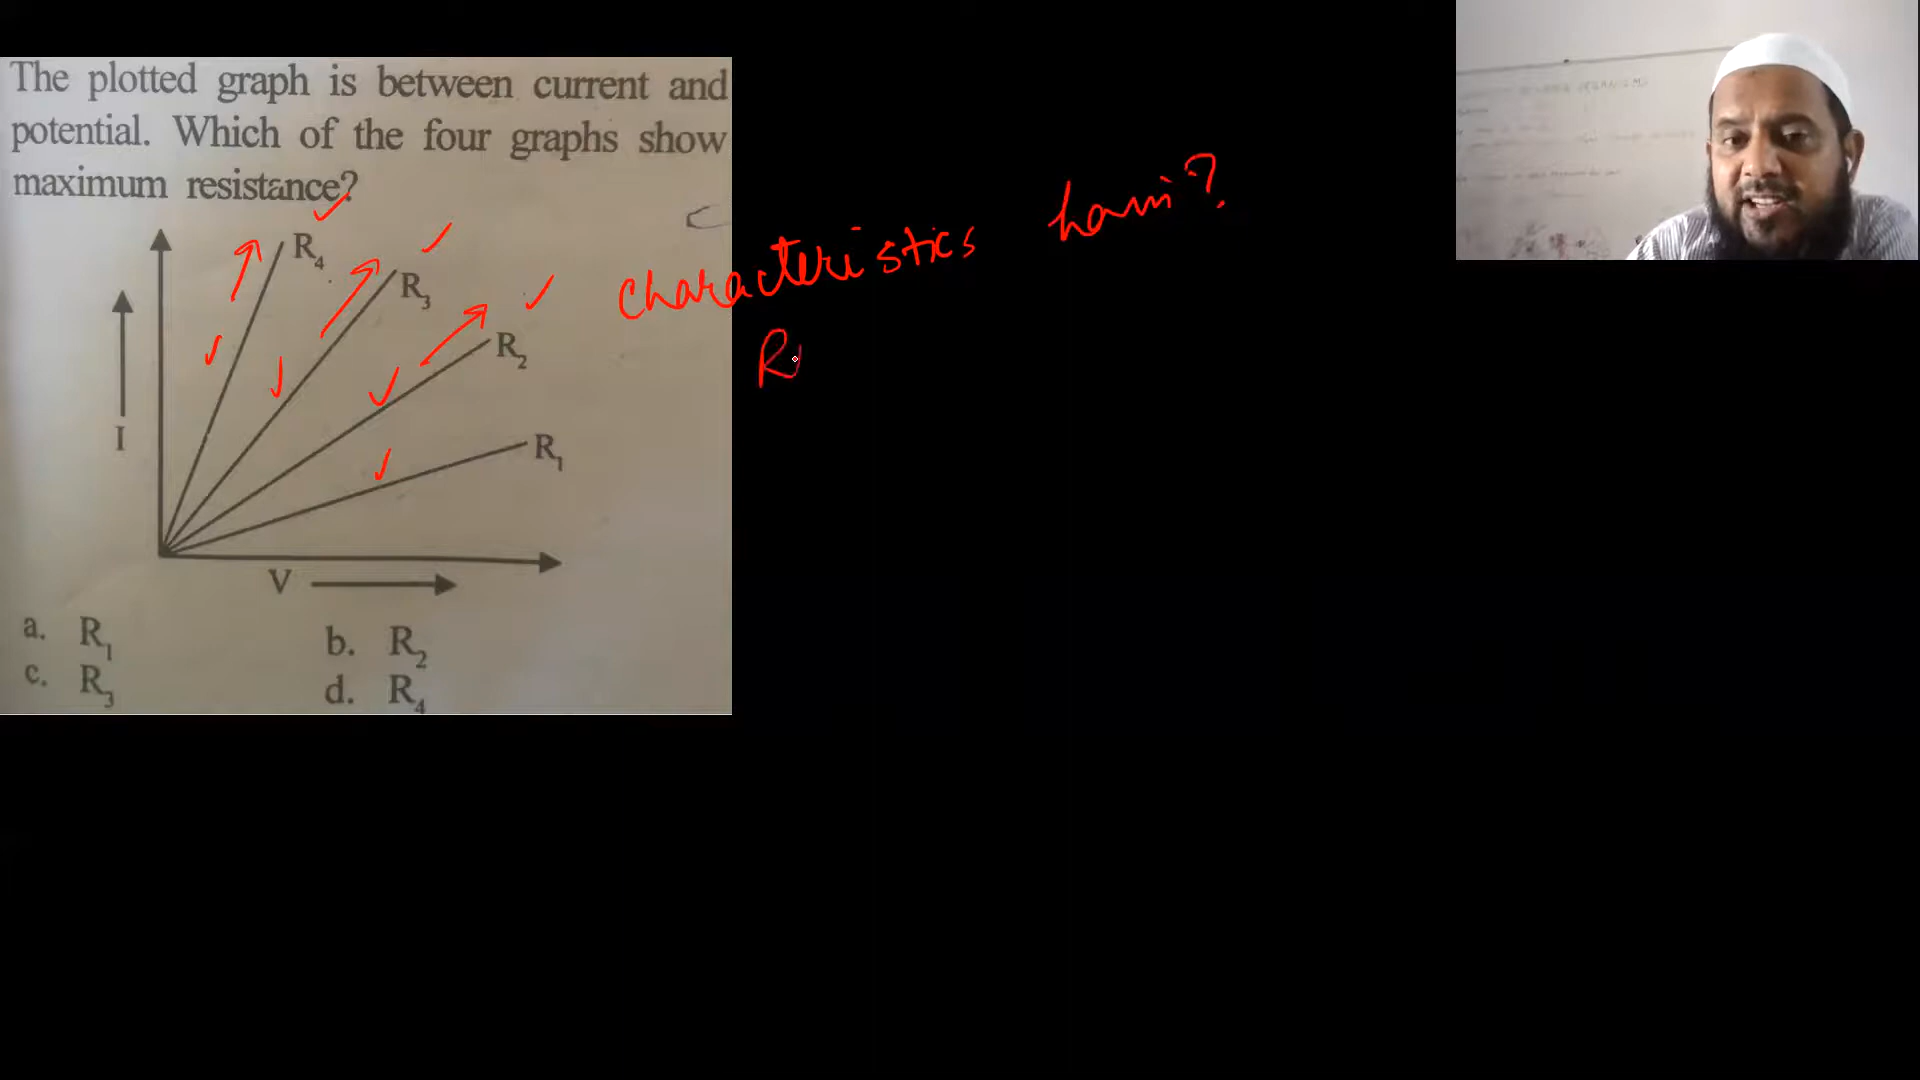 The plotted graph is between current and
potential. Which of the four graphs show
maximum resistance?
R4
R3
R2
R1
I
V
a. R1
b. R2
c. R3
d. R4
characteristics hain?
R